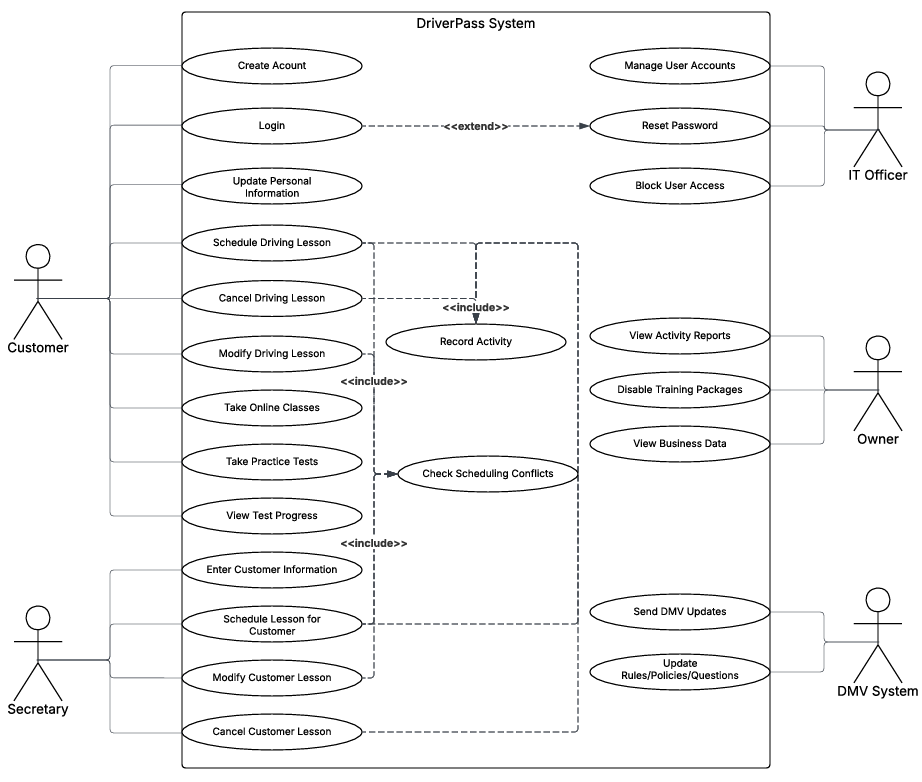 DriverPass System
Create Acount
Manage User Accounts
Login
<<extend>>
Reset Password
IT Officer
Update Personal
Information
Block User Access
Schedule Driving Lesson
Cancel Driving Lesson
<<include>>
Customer
Record Activity
View Activity Reports
Modify Driving Lesson
<<include>>
Disable Training Packages
Take Online Classes
Owner
View Business Data
Take Practice Tests
Check Scheduling Conflicts
View Test Progress
<<include>>
Enter Customer Information
Schedule Lesson for
Customer
Send DMV Updates
Modify Customer Lesson
Update
Rules/Policies/Questions
DMV System
Secretary
Cancel Customer Lesson